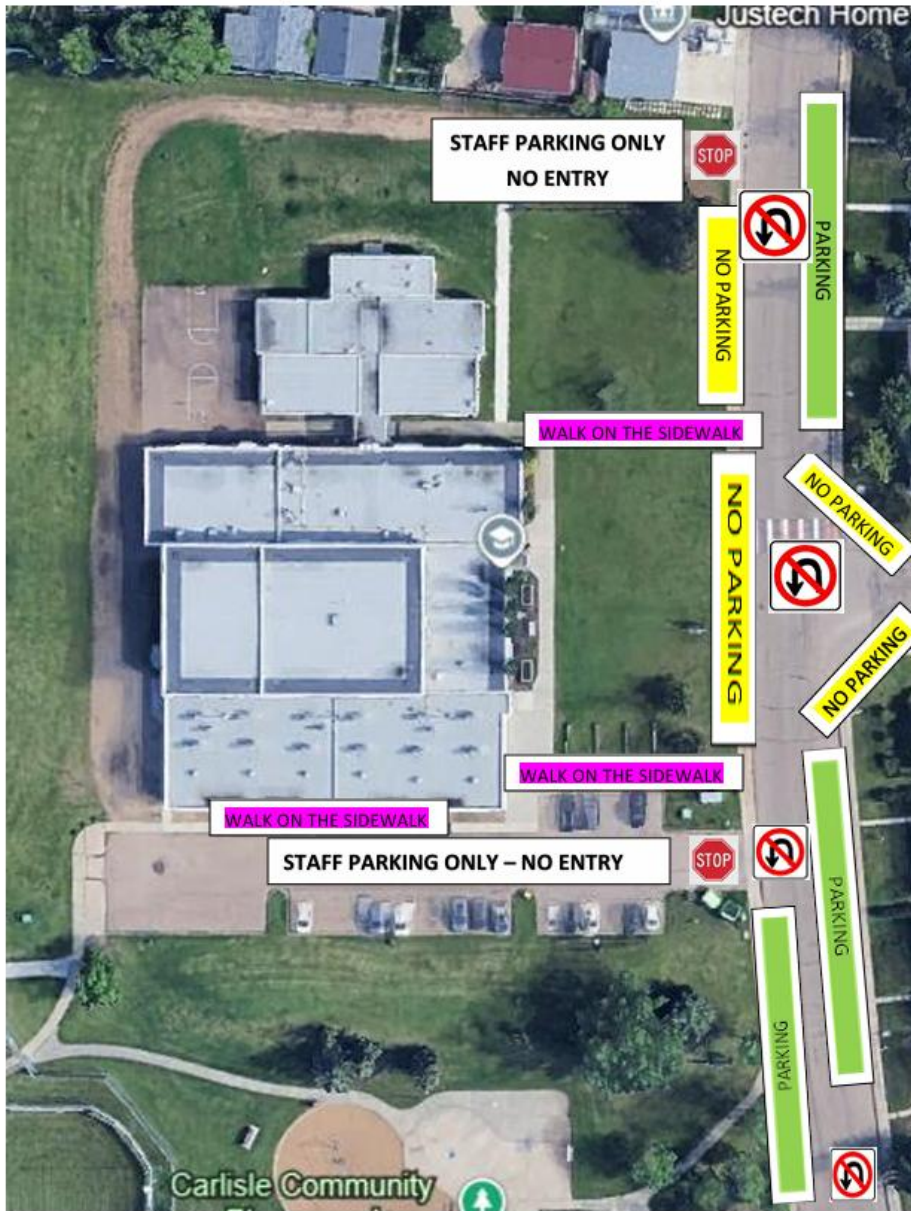 Justech Home
STAFF PARKING ONLY
NO ENTRY
STOP
PARKING
NO PARKING
WALK ON THE SIDEWALK
NO PARKING
NO PARKING
NO PARKING
WALK ON THE SIDEWALK
WALK ON THE SIDEWALK
STAFF PARKING ONLY – NO ENTRY
STOP
PARKING
PARKING
Carlisle Community